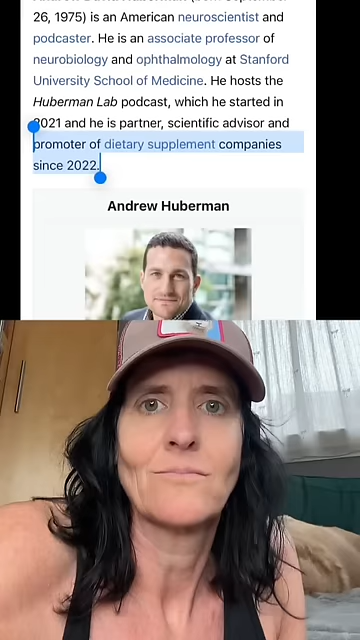 26, 1975) is an American neuroscientist and
podcaster. He is an associate professor of
neurobiology and ophthalmology at Stanford
University School of Medicine. He hosts the
Huberman Lab podcast, which he started in
2021 and he is partner, scientific advisor and
promoter of dietary supplement companies
since 2022.
Andrew Huberman